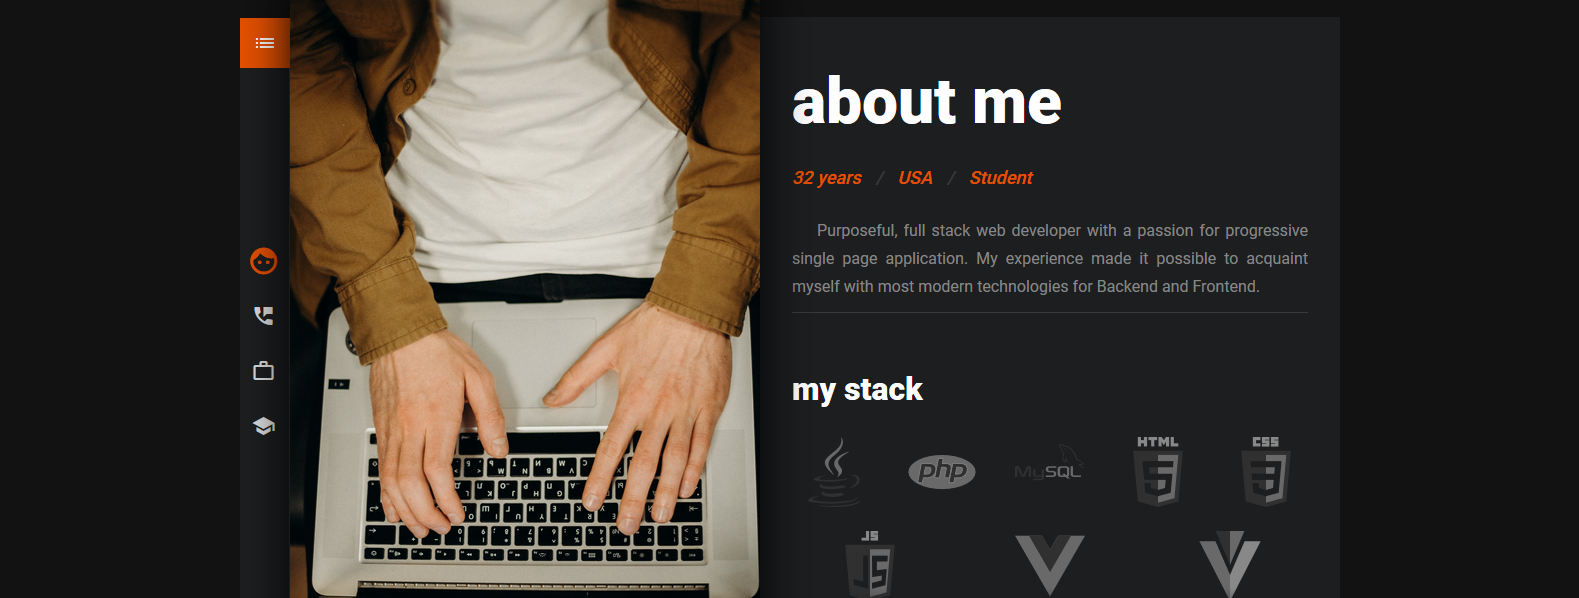 about me
32 years / USA / Student
Purposeful, full stack web developer with a passion for progressive
single page application. My experience made it possible to acquaint
myself with most modern technologies for Backend and Frontend.
my stack
php
MySQL
HTML
CSS
JS
JS